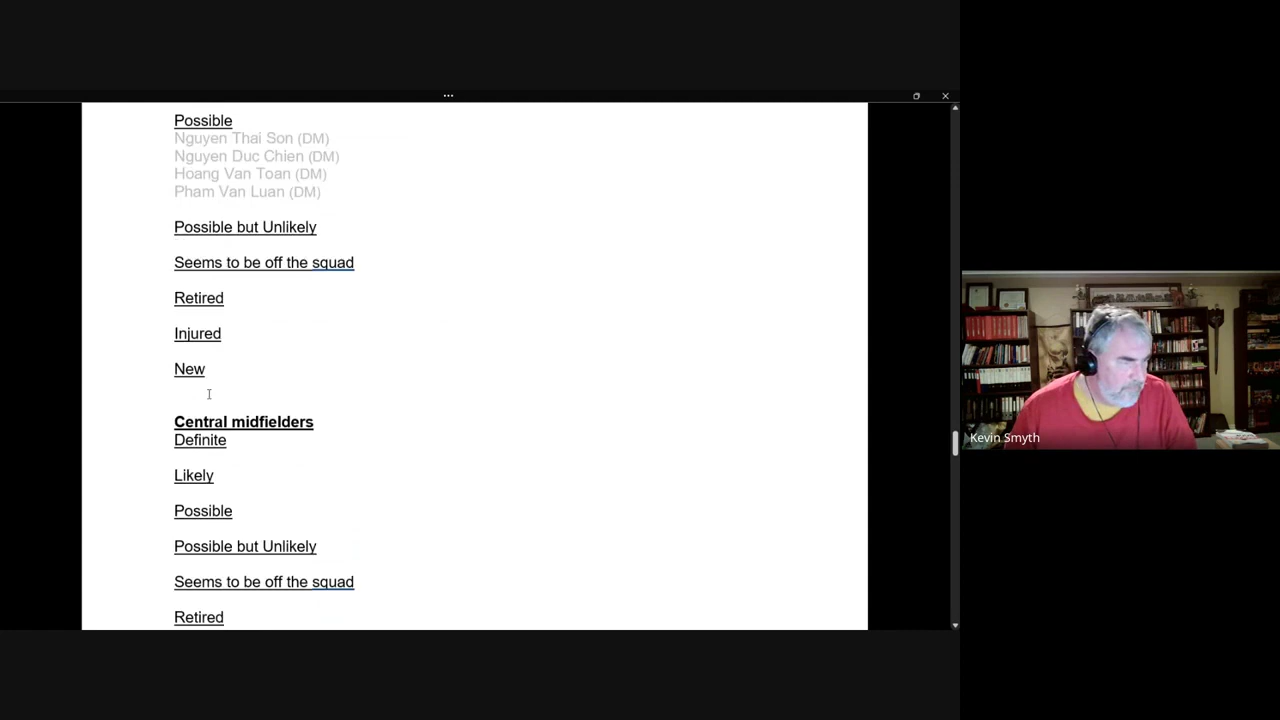 Possible
Nguyen Thai Son (DM)
Nguyen Duc Chien (DM)
Hoang Van Toan (DM)
Pham Van Luan (DM)
Possible but Unlikely
Seems to be off the squad
Retired
Injured
New
Central midfielders
Definite
Likely
Possible
Possible but Unlikely
Seems to be off the squad
Retired
Kevin Smyth